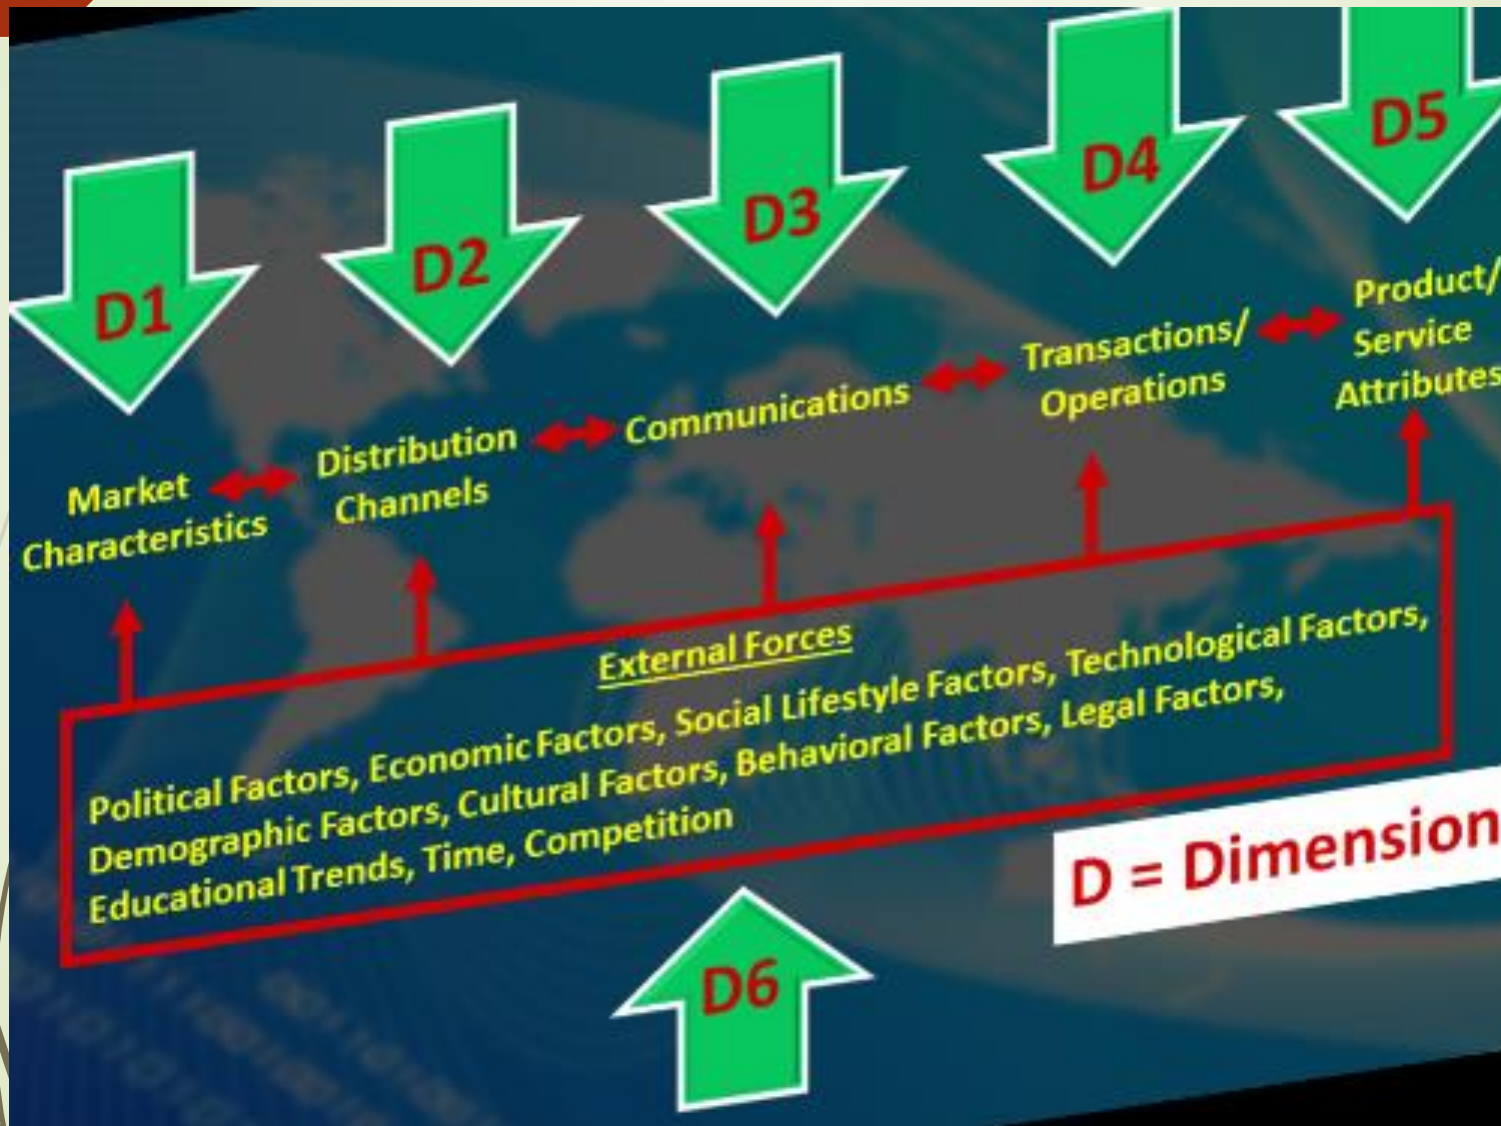 D1
D2
D3
D4
D5
Market
Characteristics
Distribution
Channels
Communications
Transactions/
Operations
Product/
Service
Attributes
External Forces
Political Factors, Economic Factors, Social Lifestyle Factors, Technological Factors,
Demographic Factors, Cultural Factors, Behavioral Factors, Legal Factors,
Educational Trends, Time, Competition
D = Dimension
D6